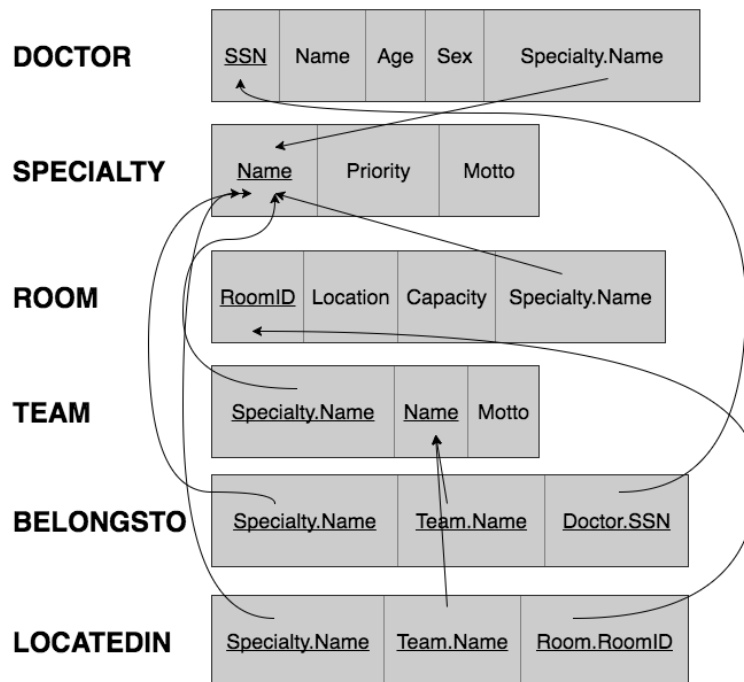 DOCTOR SSN Name Age Sex Specialty.Name
SPECIALTY Name Priority Motto
ROOM RoomID Location Capacity Specialty.Name
TEAM Specialty.Name Name Motto
BELONGSTO Specialty.Name Team.Name Doctor.SSN
LOCATEDIN Specialty.Name Team.Name Room.RoomID